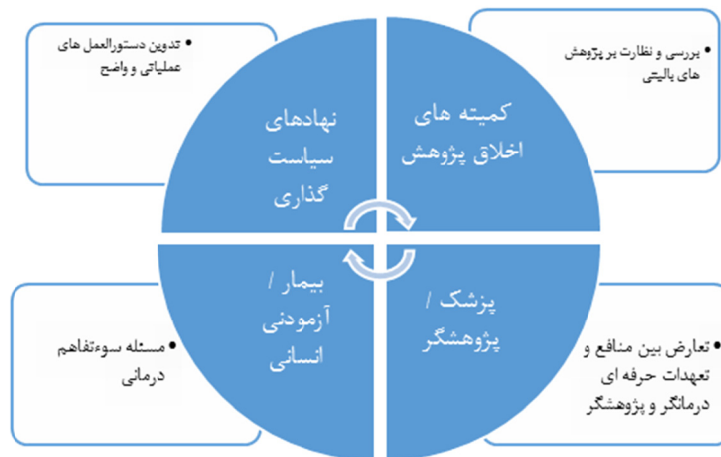 بررسی و نظارت بر پژوهش
های بالینی
کمیته های
اخلاق پژوهش
تدوین دستورالعمل های
عملیاتی و واضح
نهادهای
سیاست
گذاری
پزشک /
پژوهشگر
تعارض بین منافع و
تعهدات حرفه ای
درمانگر و پژوهشگر
بیمار /
آزمودنی
انسانی
مسئله سوءتفاهم
درمانی